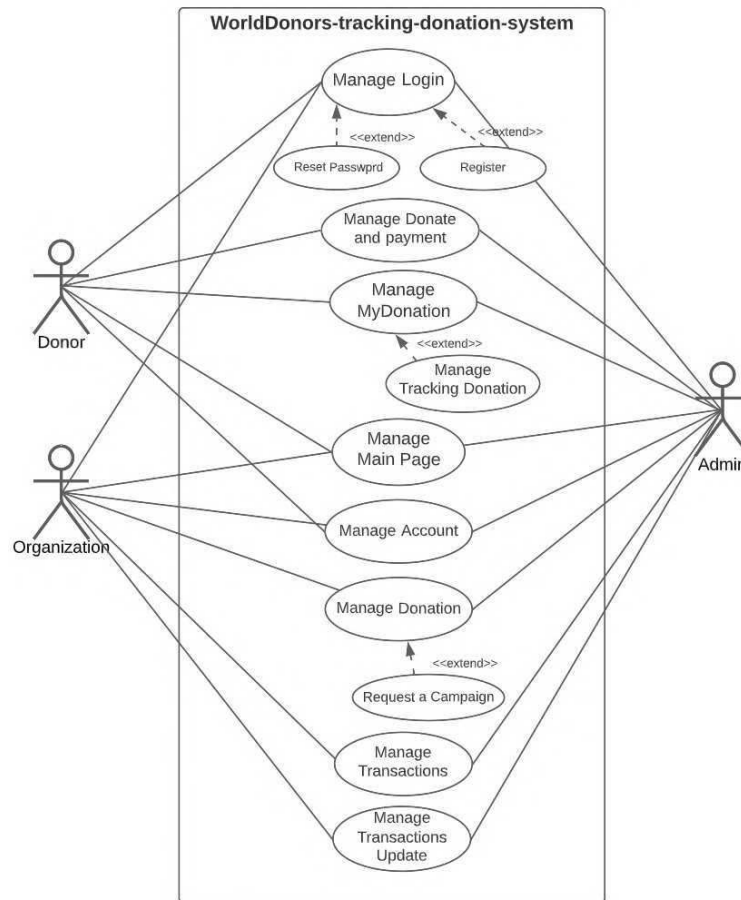 WorldDonors-tracking-donation-system
Manage Login
<<extend>>
<<extend>>
Reset Passwprd
Register
Manage Donate
and payment
Manage
MyDonation
Donor
<<extend>>
Manage
Tracking Donation
Manage
Main Page
Admin
Organization
Manage Account
Manage Donation
<<extend>>
Request a Campaign
Manage
Transactions
Manage
Transactions
Update